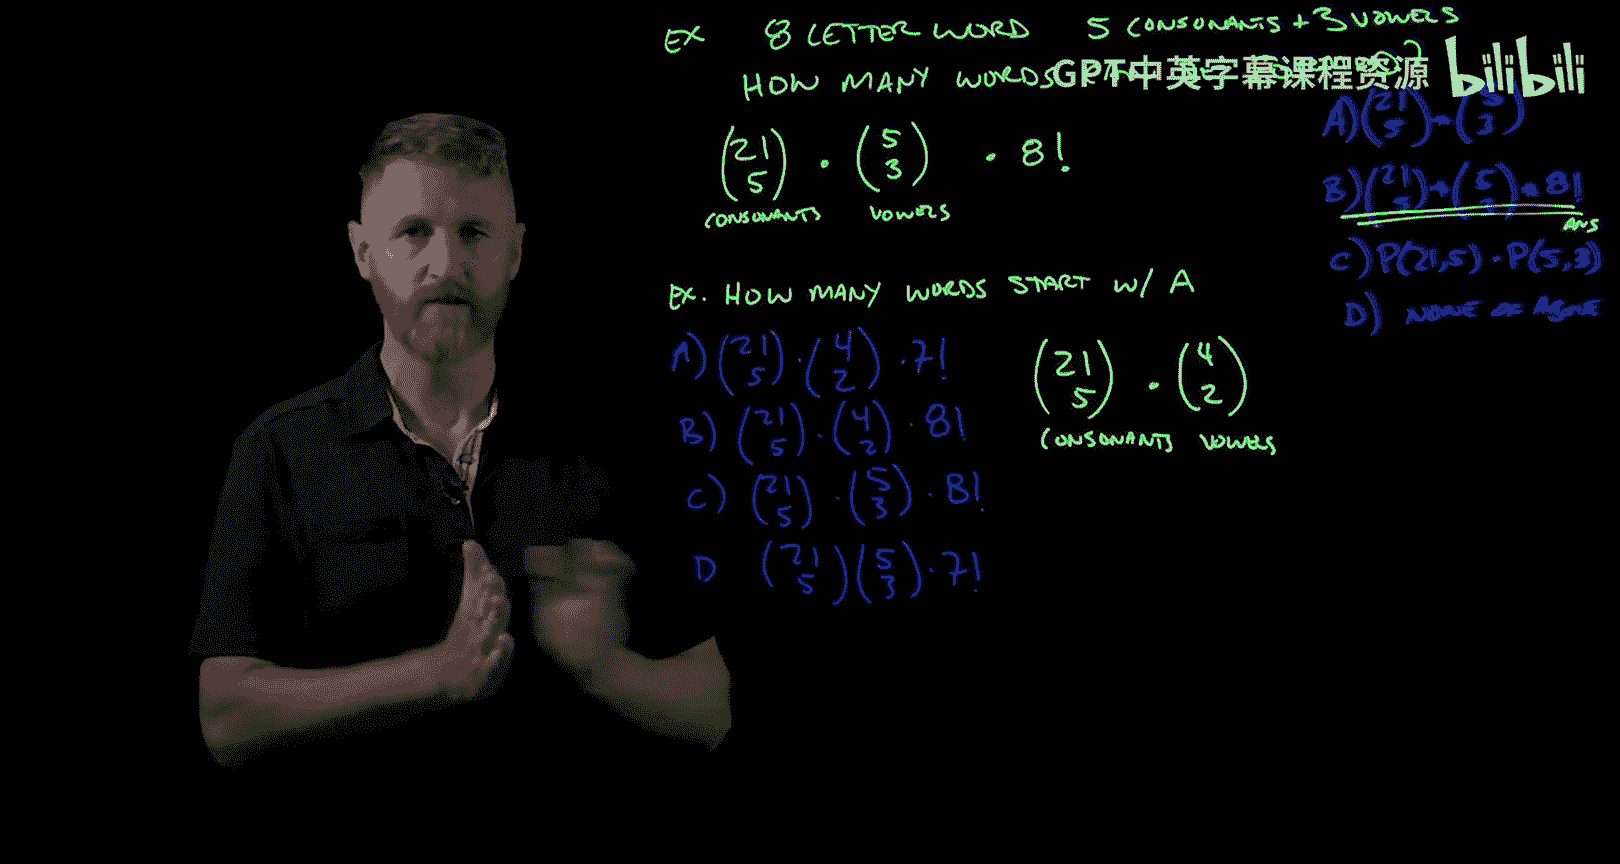 EX 8 LETTER WORD 5 CONSONANTS + 3 VOWELS
HOW MANY WORDS
GPT中英字幕课程资源 bilibili
(21 5) · (5 3) · 8!
CONSONANTS VOWELS
A) (21 5) · (5 3)
B) (21 5) · (5 3) · 8!
ANS
C) P(21,5) · P(5,3)
D) NONE OF ABOVE
EX. HOW MANY WORDS START W/ A
A) (21 5) · (4 2) · 7!
B) (21 5) · (4 2) · 8!
C) (21 5) · (5 3) · 8!
D (21 5) (5 3) · 7!
(21 5) · (4 2)
CONSONANTS VOWELS